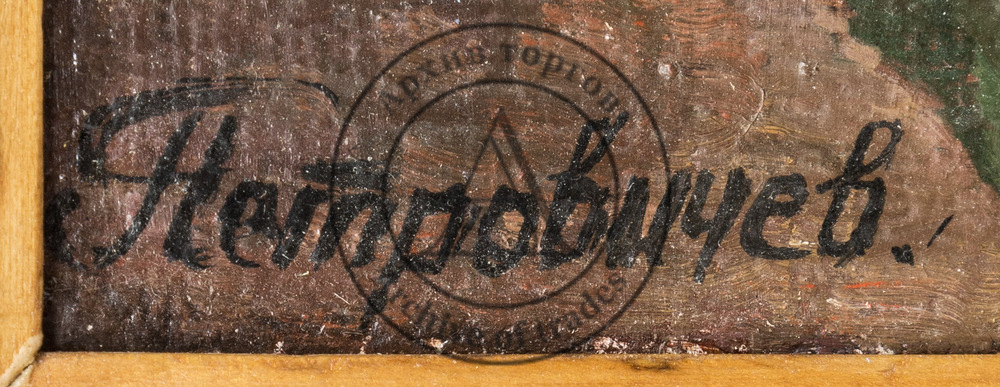 Петровичев.
Архив торгов
Archive of trades